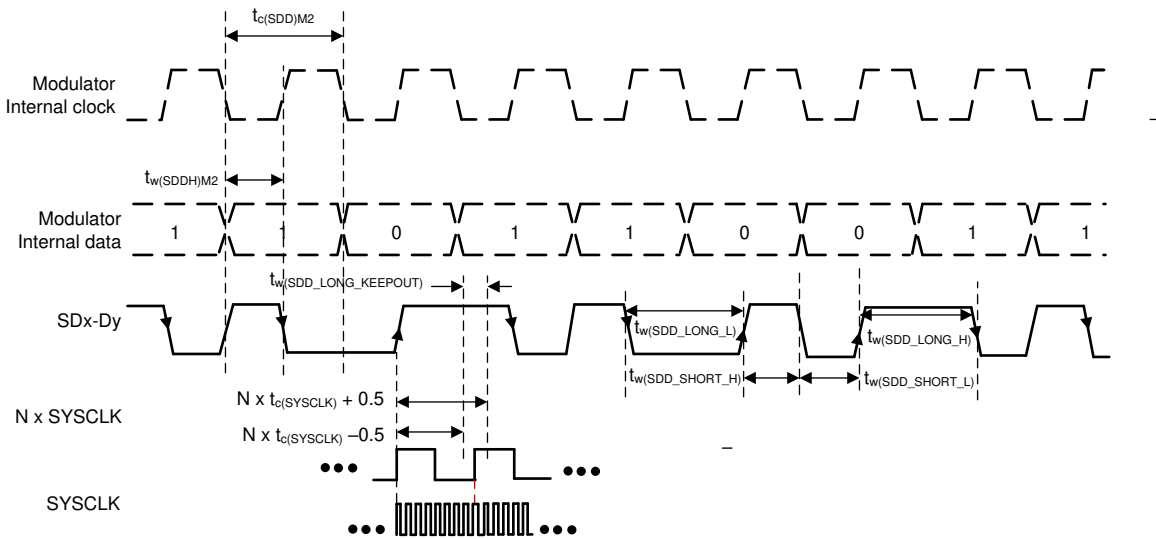 tc(SDD)M2
Modulator
Internal clock
tw(SDDH)M2
Modulator
Internal data
1 1 0 1 1 0 0 1 1
tw(SDD_LONG_KEEPOUT)
SDx-Dy
tw(SDD_LONG_L)
tw(SDD_LONG_H)
tw(SDD_SHORT_H)
tw(SDD_SHORT_L)
N x tc(SYSCLK) + 0.5
N x SYSCLK
N x tc(SYSCLK) –0.5
SYSCLK